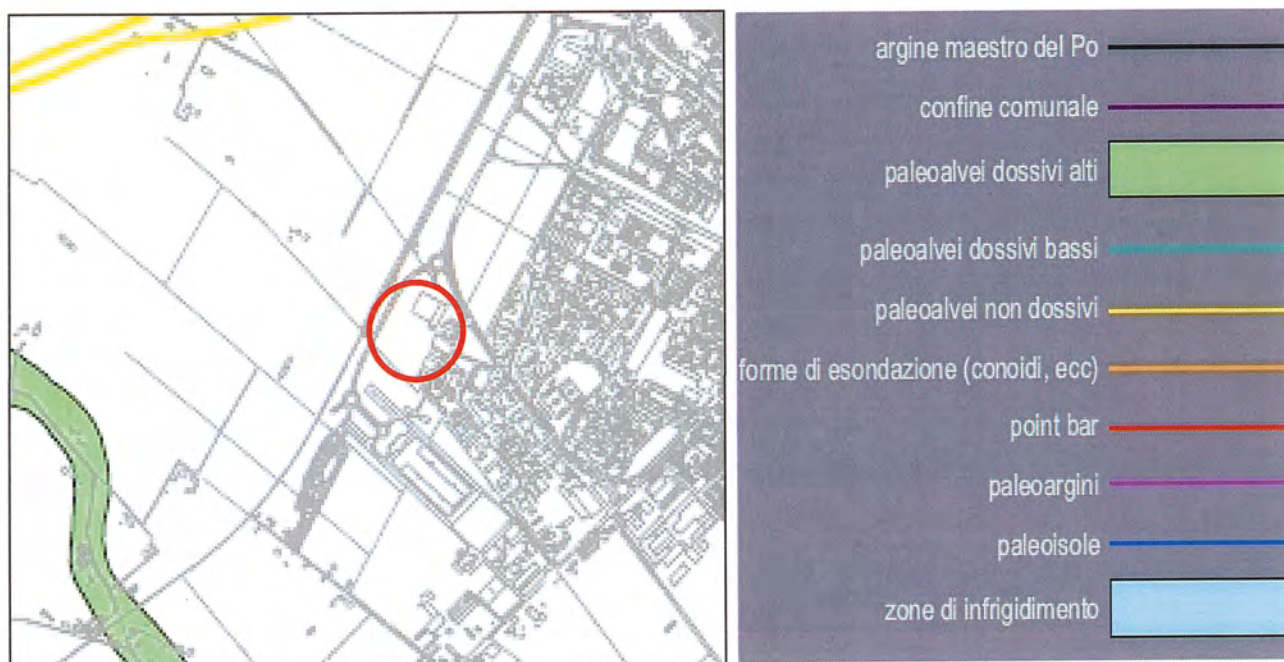 argine maestro del Po
confine comunale
paleoalvei dossivi alti
paleoalvei dossivi bassi
paleoalvei non dossivi
forme di esondazione (conoidi, ecc)
point bar
paleoargini
paleoisole
zone di infrigidimento